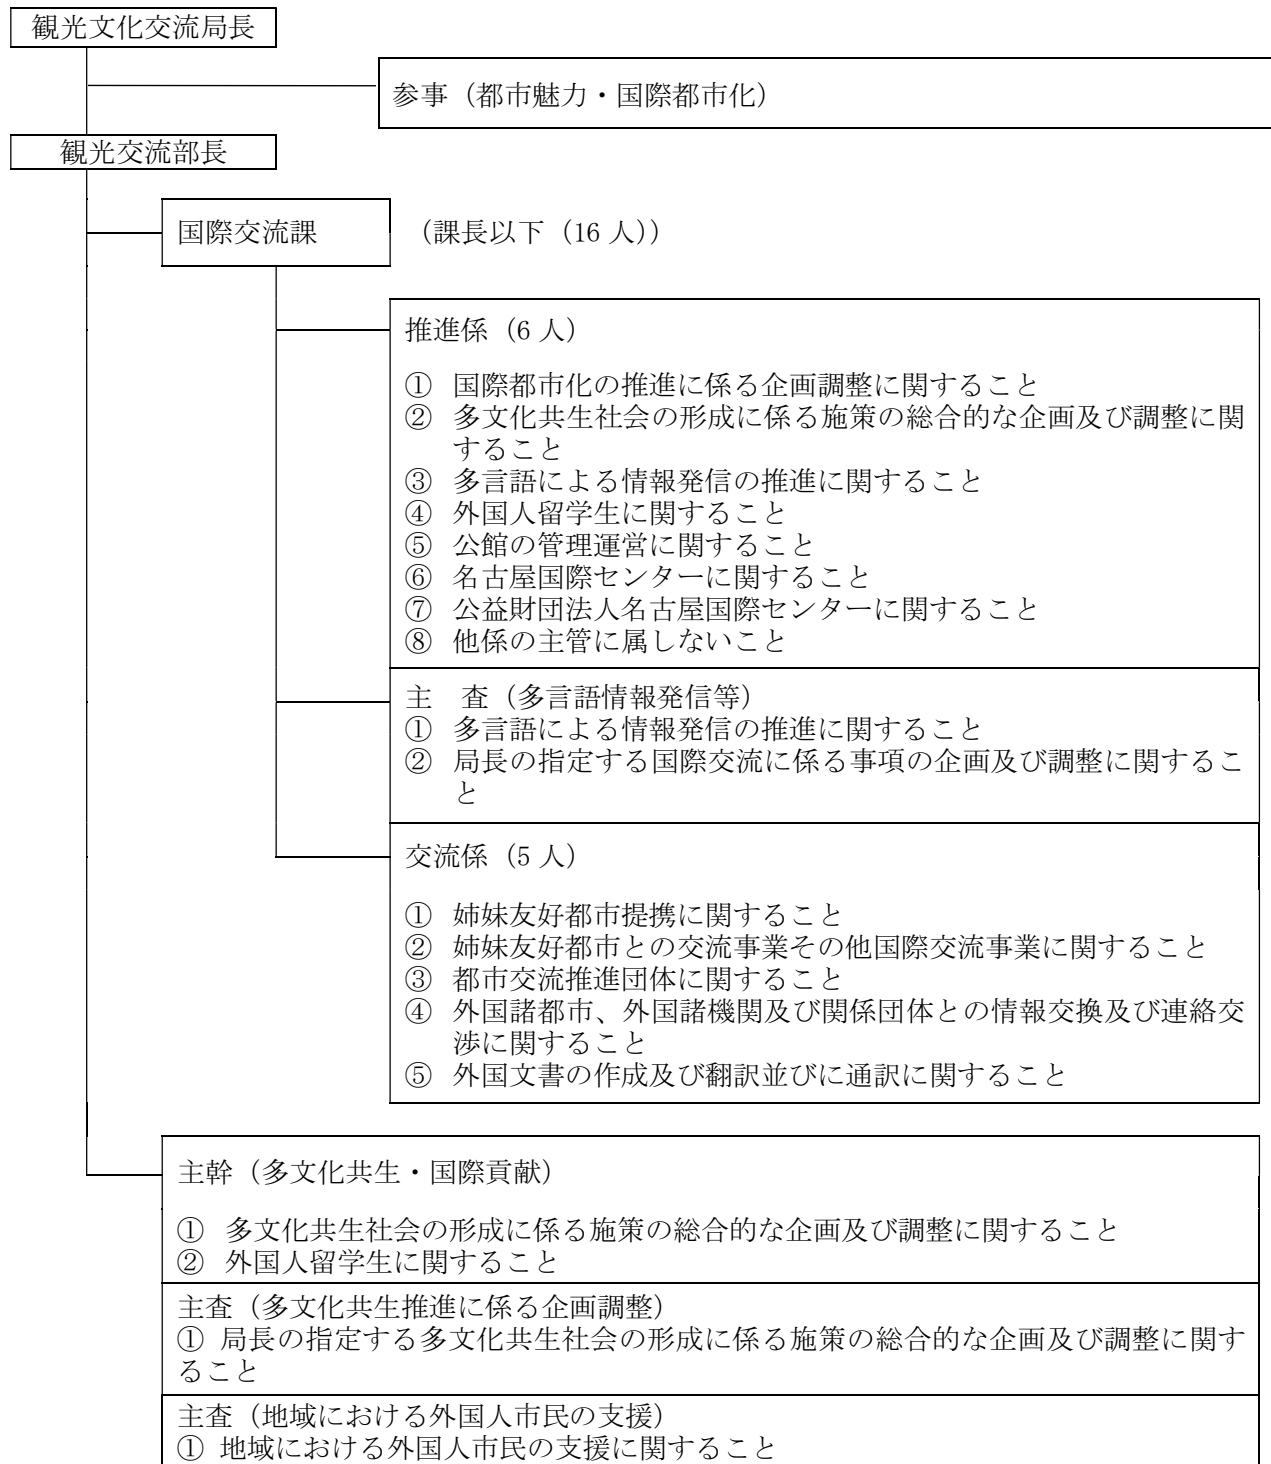 観光文化交流局長
参事（都市魅力・国際都市化）
観光交流部長
国際交流課 （課長以下（16 人））
推進係（6 人）
① 国際都市化の推進に係る企画調整に関すること
② 多文化共生社会の形成に係る施策の総合的な企画及び調整に関
すること
③ 多言語による情報発信の推進に関すること
④ 外国人留学生に関すること
⑤ 公館の管理運営に関すること
⑥ 名古屋国際センターに関すること
⑦ 公益財団法人名古屋国際センターに関すること
⑧ 他係の主管に属しないこと
主　査（多言語情報発信等）
① 多言語による情報発信の推進に関すること
② 局長の指定する国際交流に係る事項の企画及び調整に関するこ
と
交流係（5 人）
① 姉妹友好都市提携に関すること
② 姉妹友好都市との交流事業その他国際交流事業に関すること
③ 都市交流推進団体に関すること
④ 外国諸都市、外国諸機関及び関係団体との情報交換及び連絡交
渉に関すること
⑤ 外国文書の作成及び翻訳並びに通訳に関すること
主幹（多文化共生・国際貢献）
① 多文化共生社会の形成に係る施策の総合的な企画及び調整に関すること
② 外国人留学生に関すること
主査（多文化共生推進に係る企画調整）
① 局長の指定する多文化共生社会の形成に係る施策の総合的な企画及び調整に関す
ること
主査（地域における外国人市民の支援）
① 地域における外国人市民の支援に関すること